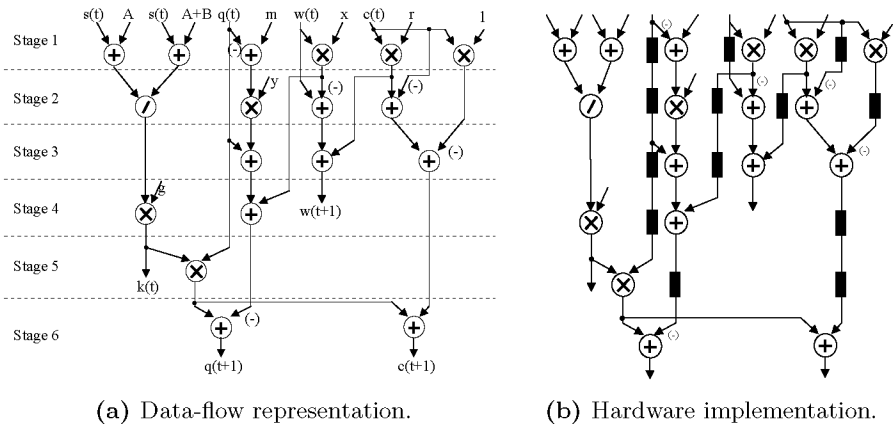 s(t) A s(t) A+B q(t) m w(t) x c(t) r l
Stage 1
(-)
Stage 2
y (-) (-)
Stage 3
(-)
Stage 4
g
w(t+1)
Stage 5
k(t)
Stage 6
(-)
q(t+1) c(t+1)
(a) Data-flow representation.
(-)
(-) (-)
(-)
(-)
(b) Hardware implementation.